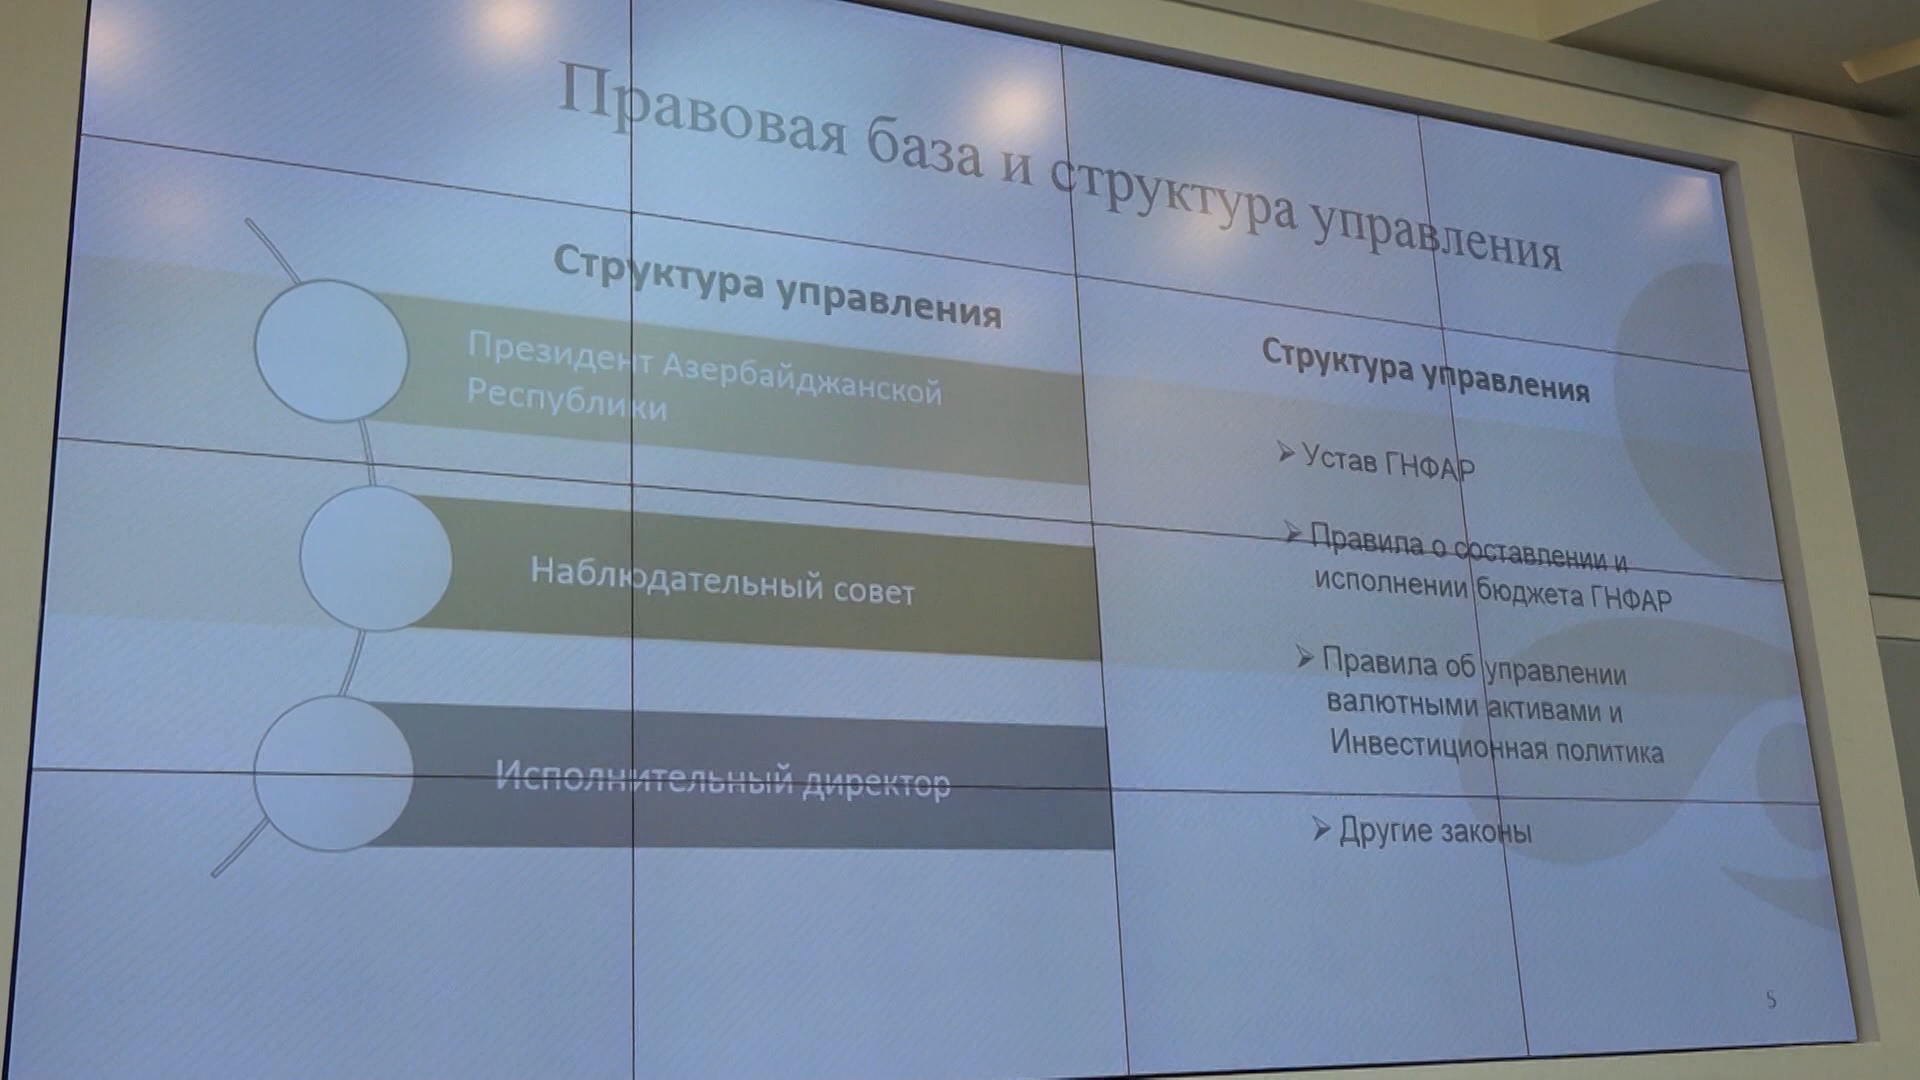 Правовая база и структура управления
Структура управления
Президент Азербайджанской
Республики
Наблюдательный совет
Исполнительный директор
Структура управления
Устав ГНФАР
Правила о составлении и
исполнении бюджета ГНФАР
Правила об управлении
валютными активами и
Инвестиционная политика
Другие законы
5